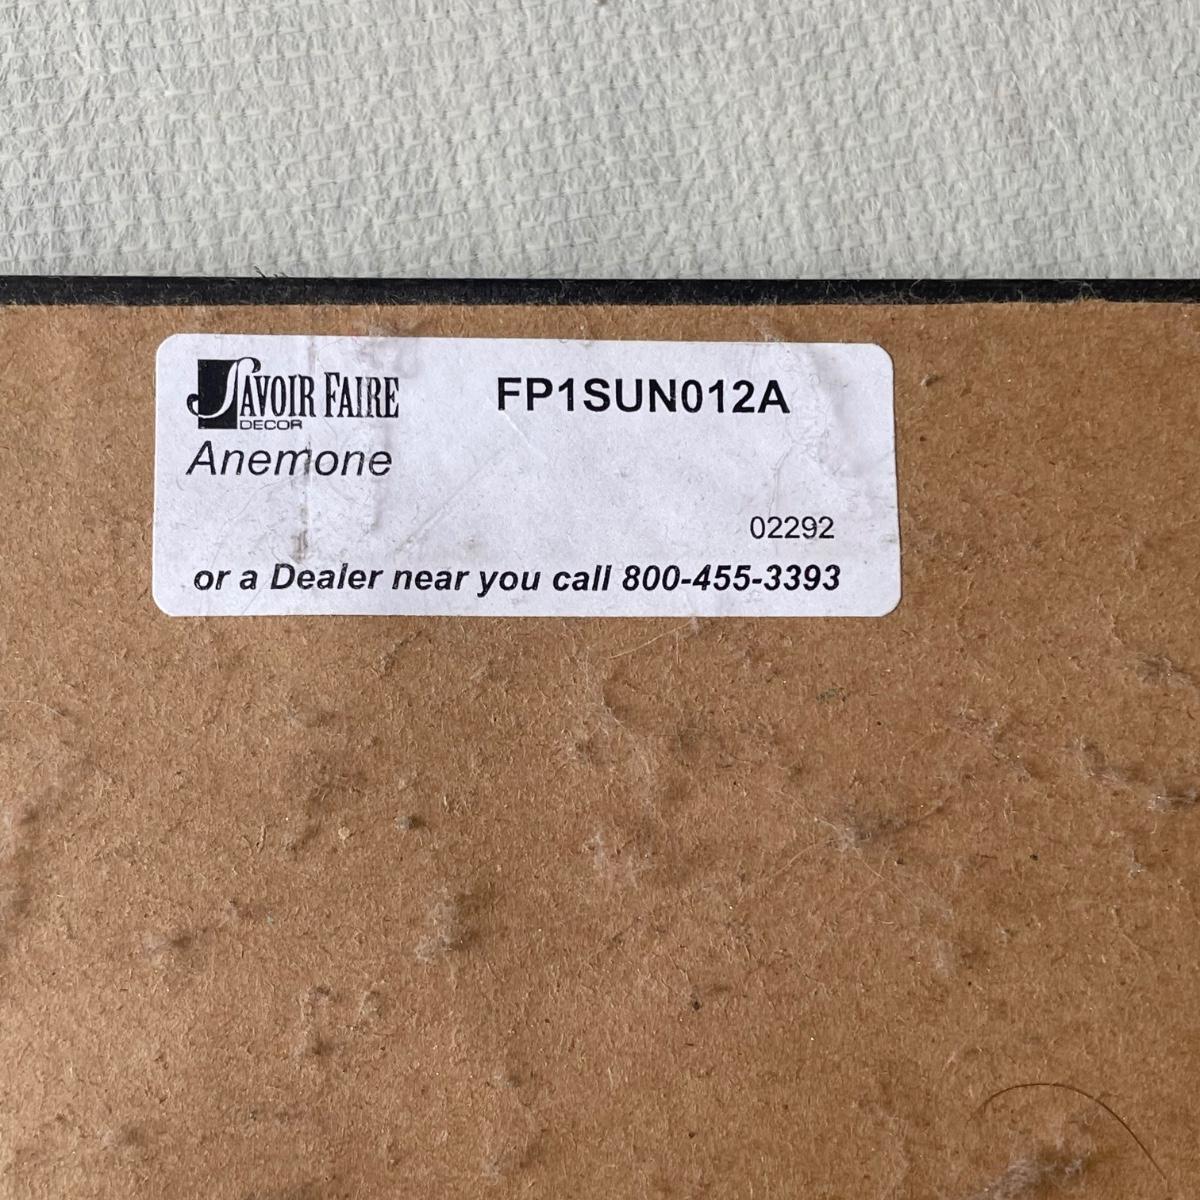 SAVOIR FAIRE
DECOR
FP1SUN012A
Anemone
02292
or a Dealer near you call 800-455-3393